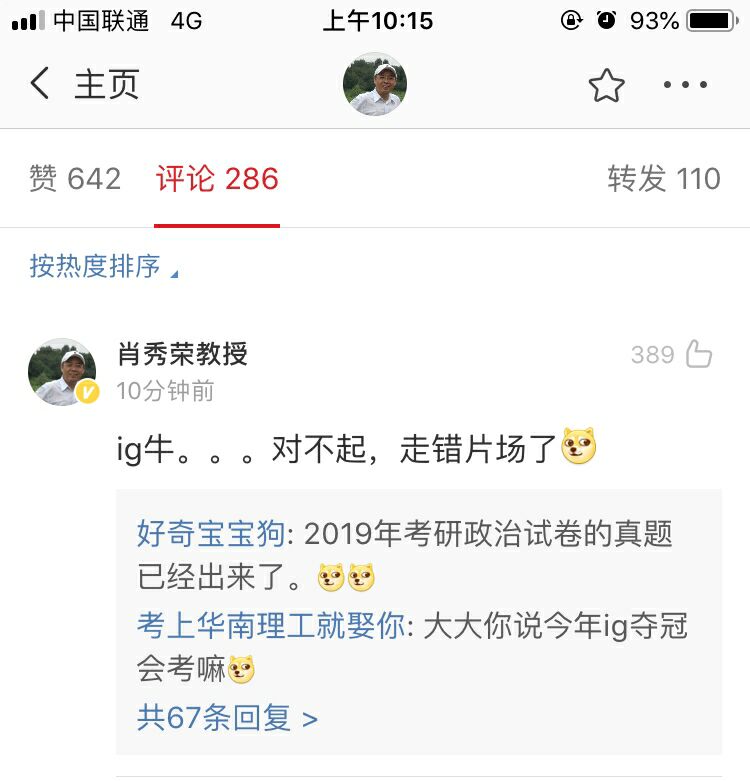 中国联通 4G 上午10:15 93%
主页
赞 642 评论 286 转发 110
按热度排序
肖秀荣教授 389
10分钟前
ig牛。。。对不起，走错片场了
好奇宝宝狗: 2019年考研政治试卷的真题
已经出来了。
考上华南理工就娶你: 大大你说今年ig夺冠
会考嘛
共67条回复 >